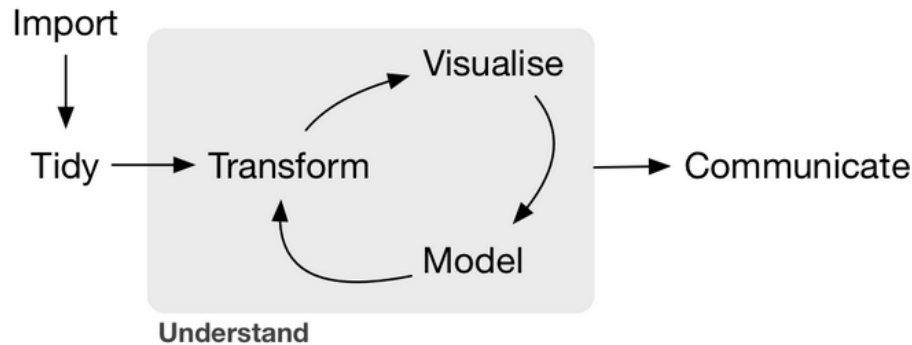 Import
Visualise
Tidy
Transform
Communicate
Model
Understand